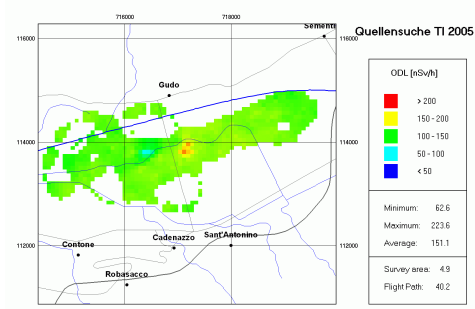 716000
718000
Sementi
116000
116000
Quellensuche TI 2005
Gudo
ODL [nSv/h]
> 200
150 - 200
100 - 150
50 - 100
< 50
114000
114000
Minimum: 62.6
Maximum: 223.6
Average: 151.1
Cadenazzo
Sant'Antonino
Contone
112000
112000
Survey area: 4.9
Flight Path: 40.2
Robasacco